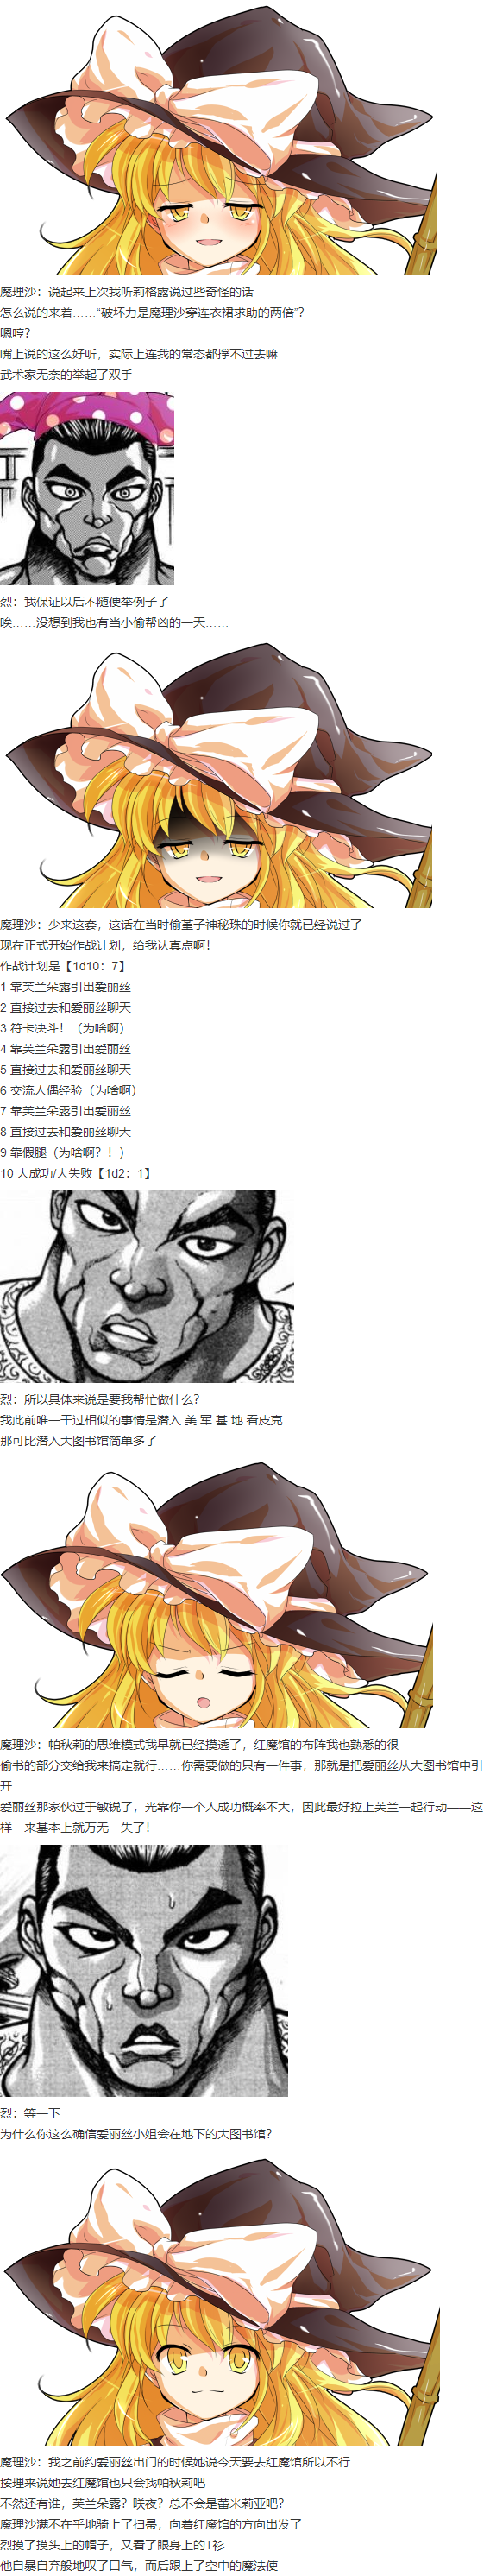 魔理沙：说起来上次我听莉格露说过些奇怪的话
怎么说的来着……“破坏力是魔理沙穿连衣裙求助的两倍”？
嗯哼？
嘴上说的这么好听，实际上连我的常态都撑不过去嘛
武术家无奈的举起了双手
烈：我保证以后不随便举例子了
唉……没想到我也有当小偷帮凶的一天……
魔理沙：少来这套，这话在当时偷堇子神秘珠的时候你就已经说过了
现在正式开始作战计划，给我认真点啊！
作战计划是【1d10：7】
1 靠芙兰朵露引出爱丽丝
2 直接过去和爱丽丝聊天
3 符卡决斗！（为啥啊）
4 靠芙兰朵露引出爱丽丝
5 直接过去和爱丽丝聊天
6 交流人偶经验（为啥啊）
7 靠芙兰朵露引出爱丽丝
8 直接过去和爱丽丝聊天
9 靠假腿（为啥啊？！）
10 大成功/大失败【1d2：1】
烈：所以具体来说是要我帮忙做什么？
我此前唯一干过相似的事情是潜入 美 军 基 地 看皮克……
那可比潜入大图书馆简单多了
魔理沙：帕秋莉的思维模式我早就已经摸透了，红魔馆的布阵我也熟悉的很
偷书的部分交给我来搞定就行……你需要做的只有一件事，那就是把爱丽丝从大图书馆中引
开
爱丽丝那家伙过于敏锐了，光靠你一个人成功概率不大，因此最好拉上芙兰一起行动——这
样一来基本上就万无一失了！
烈：等一下
为什么你这么确信爱丽丝小姐会在地下的大图书馆？
魔理沙：我之前约爱丽丝出门的时候她说今天要去红魔馆所以不行
按理来说她去红魔馆也只会找帕秋莉吧
不然还有谁，芙兰朵露？咲夜？总不会是蕾米莉亚吧？
魔理沙满不在乎地骑上了扫帚，向着红魔馆的方向出发了
烈摸了摸头上的帽子，又看了眼身上的T衫
他自暴自弃般地叹了口气，而后跟上了空中的魔法使